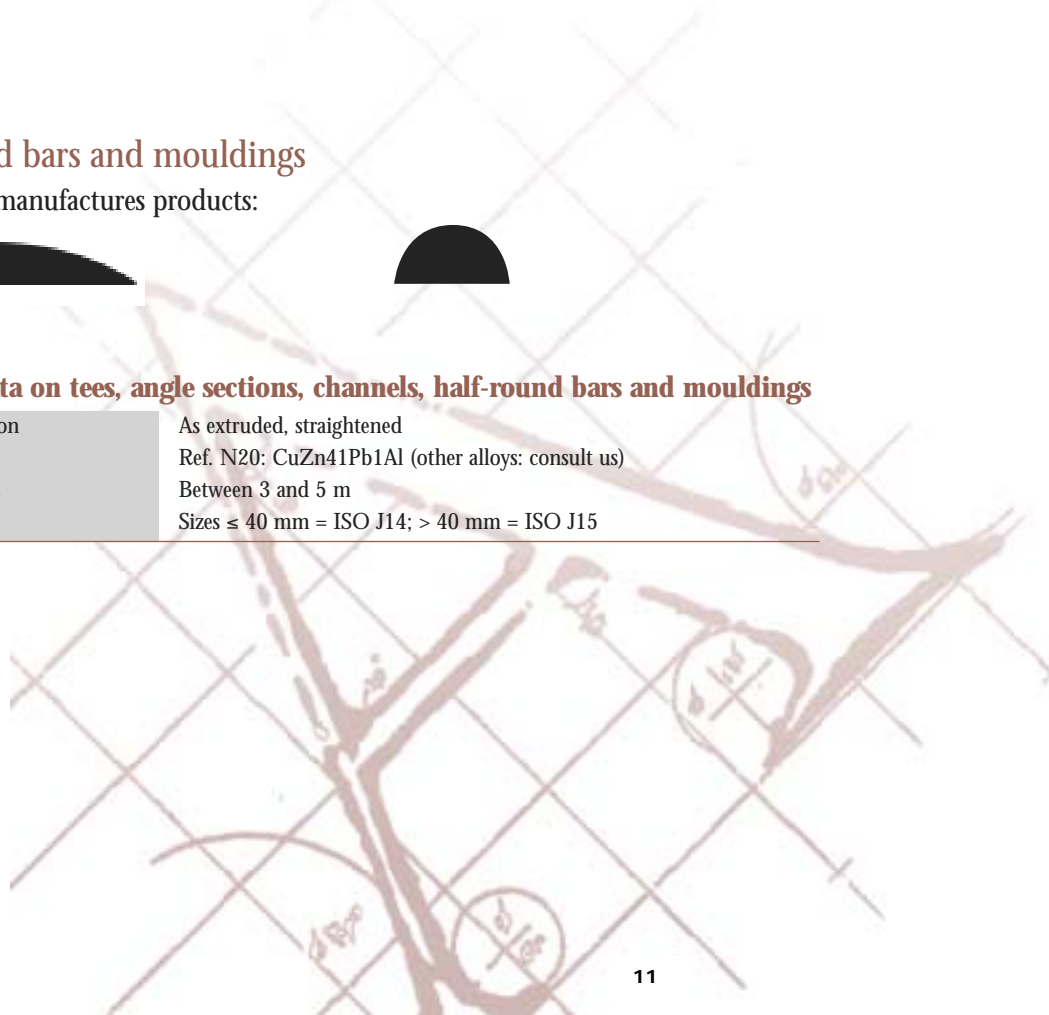 d bars and mouldings
manufactures products:
ta on tees, angle sections, channels, half-round bars and mouldings
on As extruded, straightened
Ref. N20: CuZn41Pb1Al (other alloys: consult us)
Between 3 and 5 m
Sizes ≤ 40 mm = ISO J14; > 40 mm = ISO J15
11